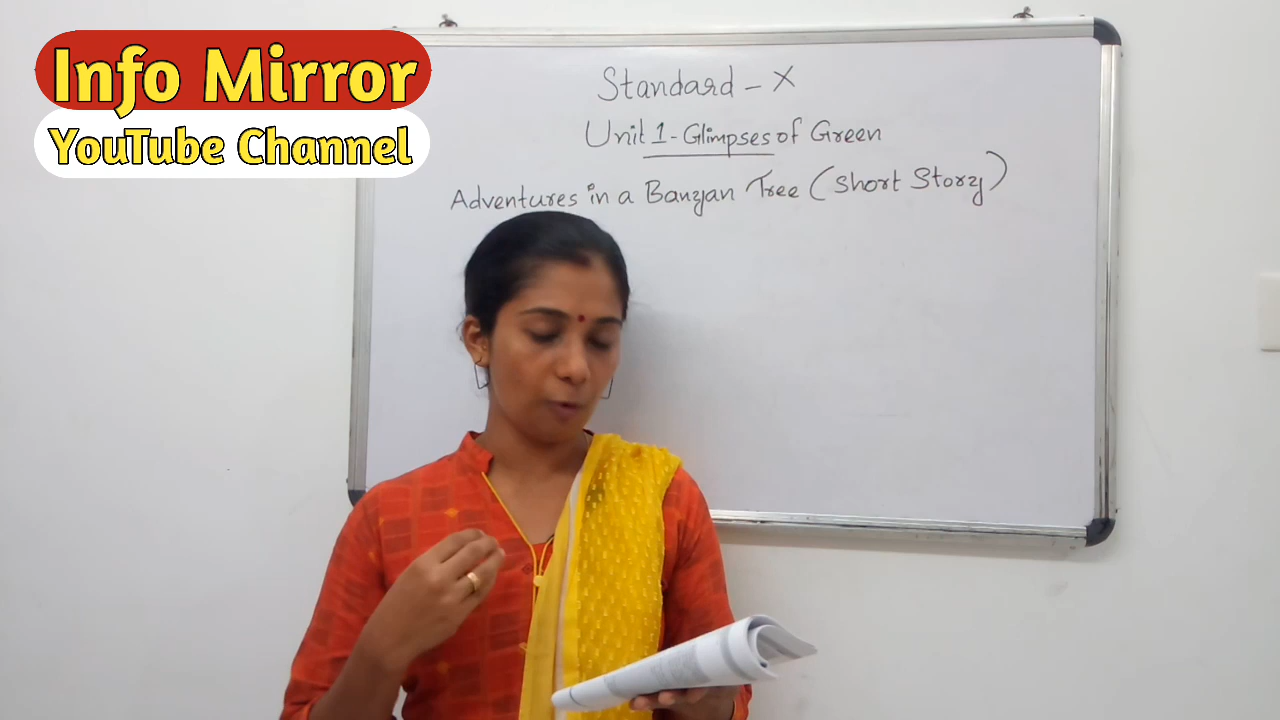 Info Mirror
YouTube Channel
Standard - X
Unit 1 - Glimpses of Green
Adventures in a Banyan Tree (Short Story)